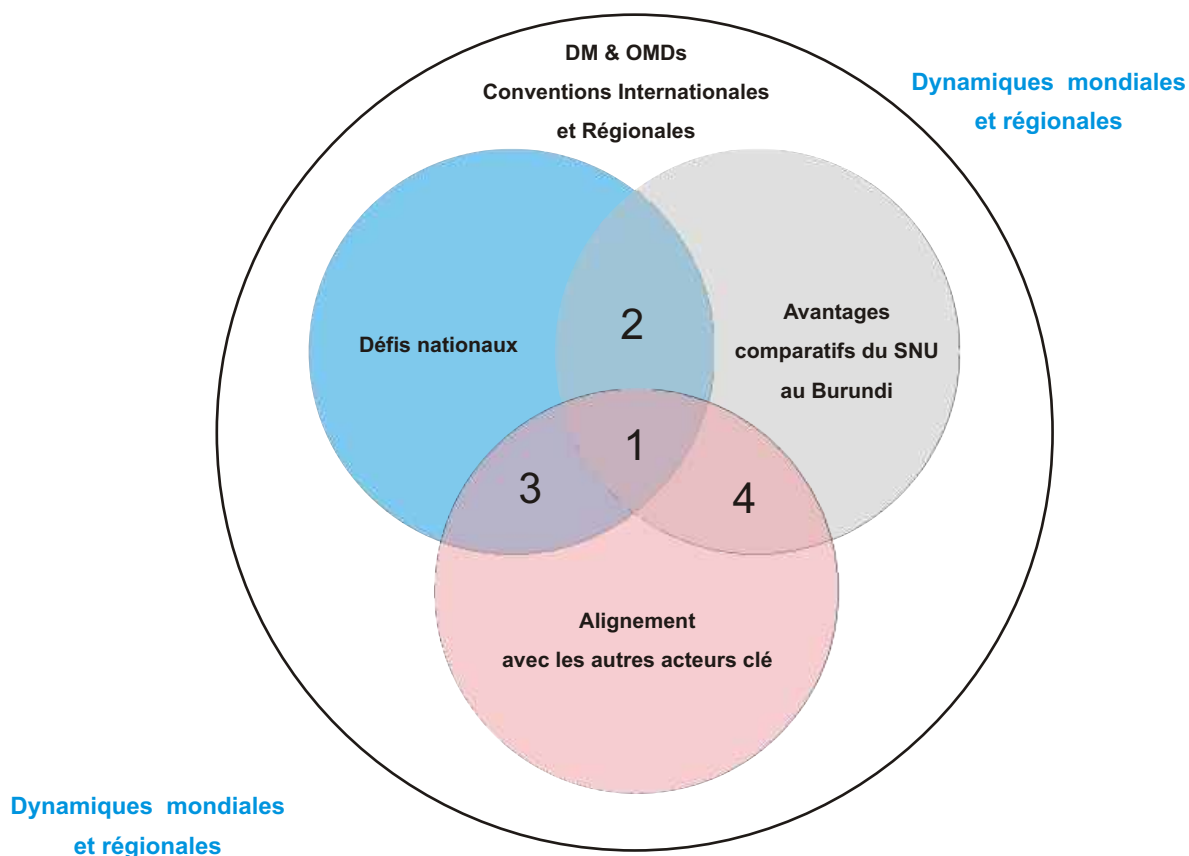 DM & OMDs
Conventions Internationales
et Régionales
Dynamiques mondiales
et régionales
Défis nationaux
2
Avantages
comparatifs du SNU
au Burundi
1
3
4
Alignement
avec les autres acteurs clé
Dynamiques mondiales
et régionales